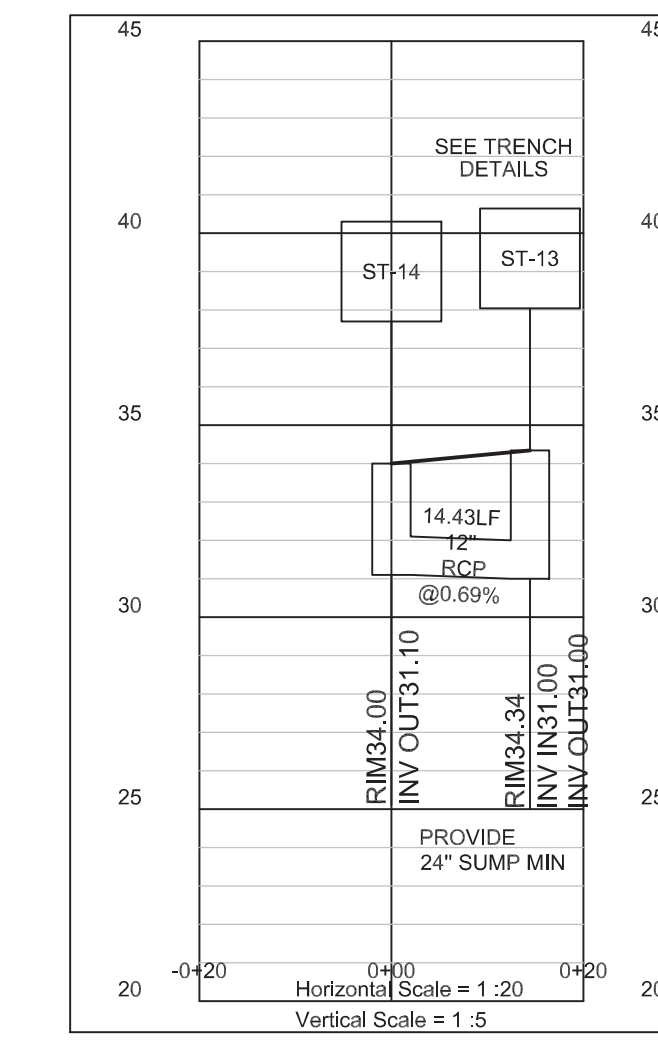 45
45
SEE TRENCH
DETAILS
40
40
ST-14
ST-13
35
35
14.43LF
12"
RCP
@0.69%
30
30
RIM34.00
INV OUT31.10
RIM34.34
INV IN31.00
INV OUT31.00
25
25
PROVIDE
24" SUMP MIN
-0+20
0+00
0+20
20
Horizontal Scale = 1 :20
20
Vertical Scale = 1 :5